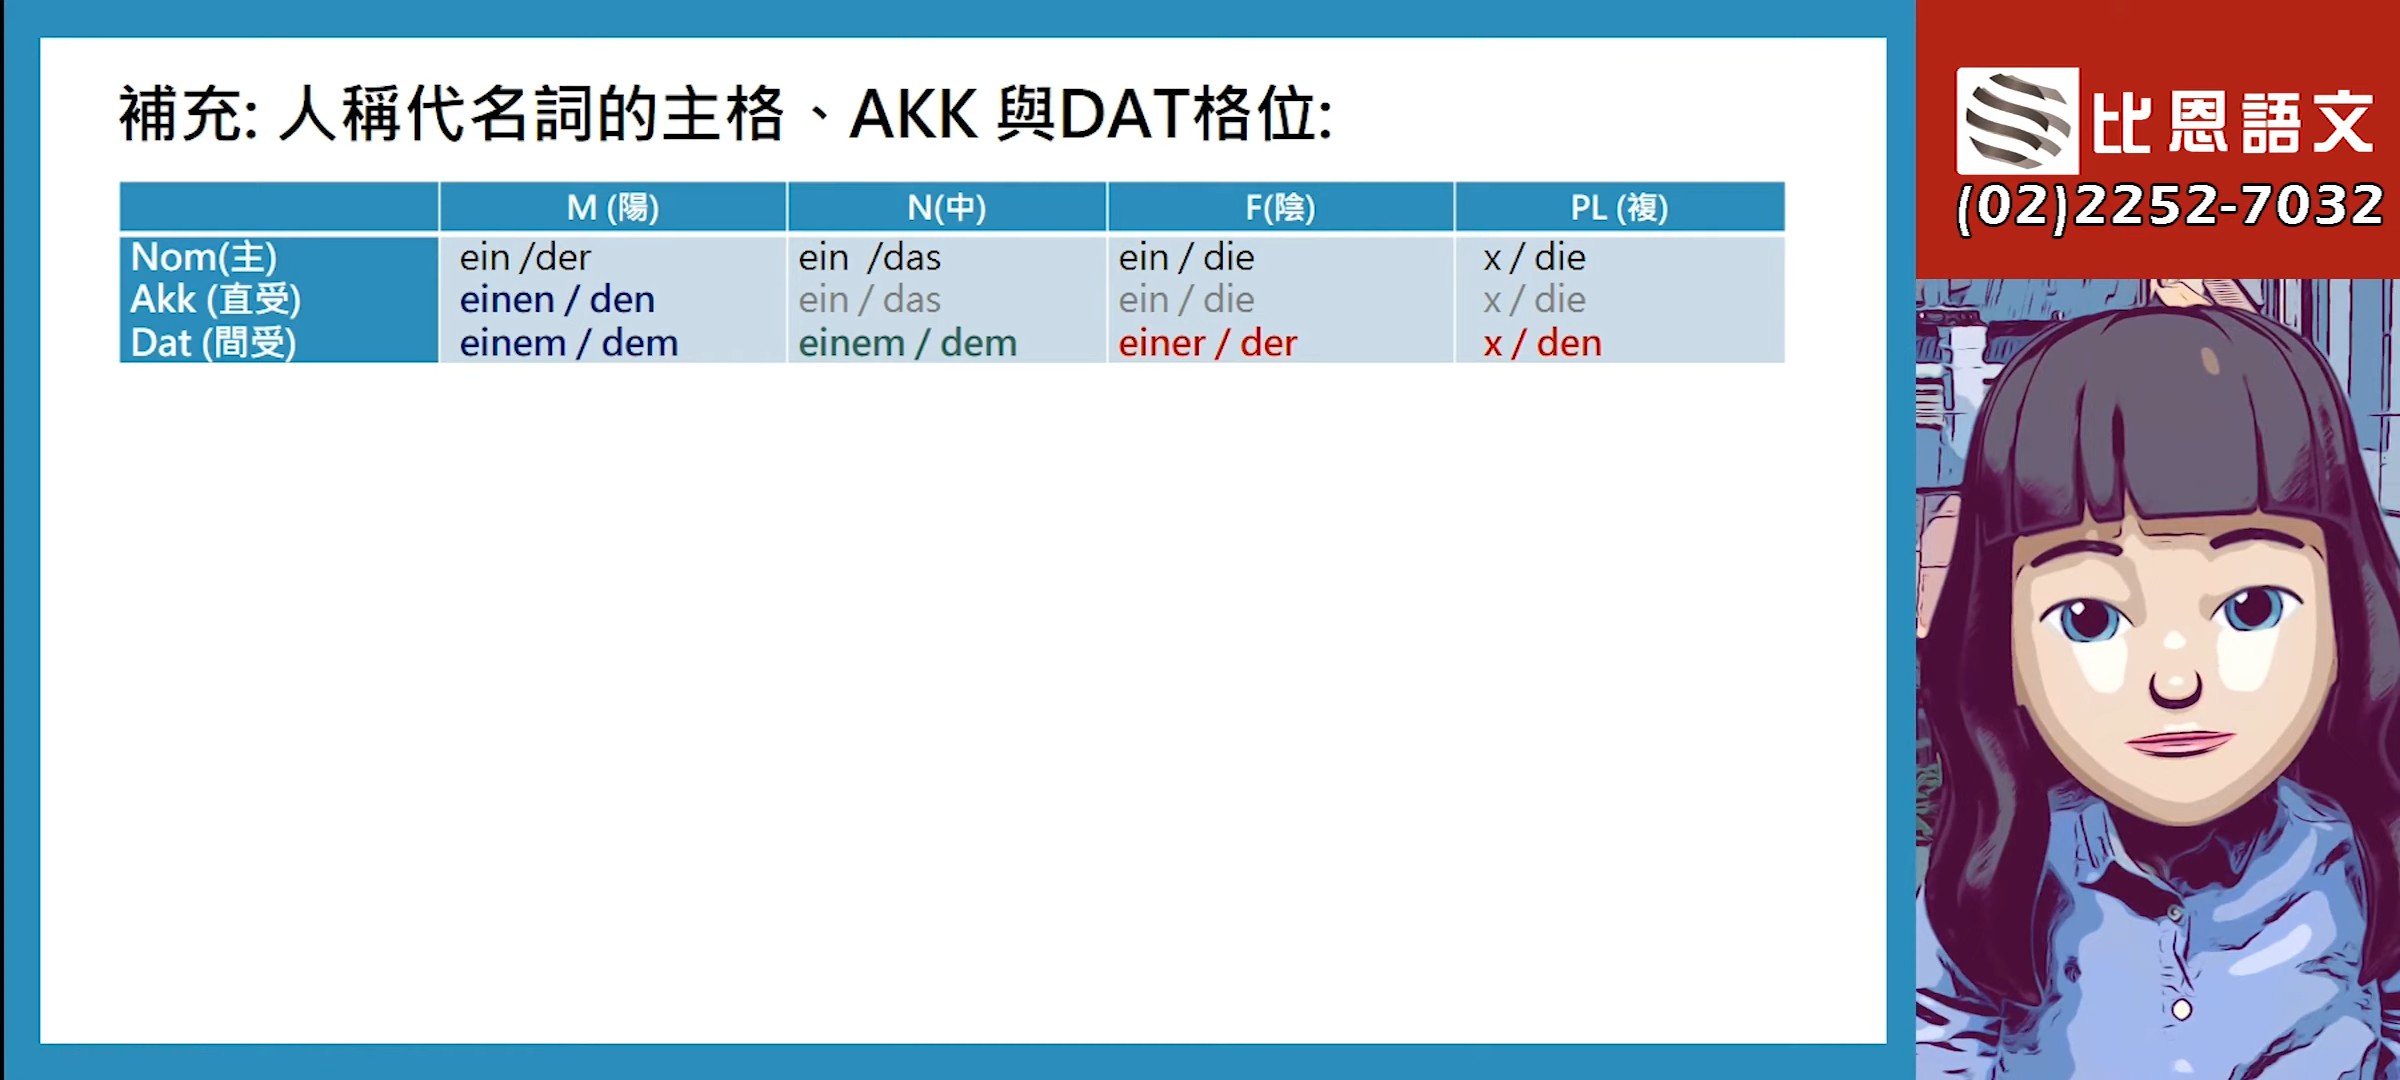 補充: 人稱代名詞的主格、AKK 與DAT格位:
M (陽) N(中) F(陰) PL (複)
Nom(主) ein /der ein /das ein / die x / die
Akk (直受) einen / den ein / das ein / die x / die
Dat (間受) einem / dem einem / dem einer / der x / den
比恩語文
(02)2252-7032